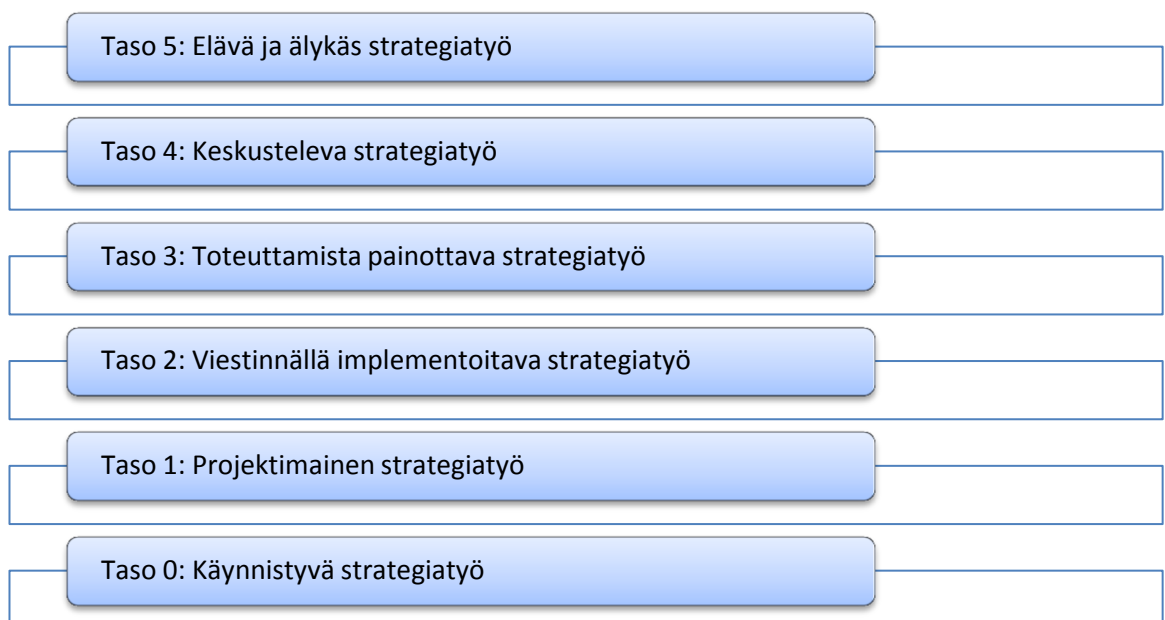 Taso 5: Elävä ja älykäs strategiatyö
Taso 4: Keskusteleva strategiatyö
Taso 3: Toteuttamista painottava strategiatyö
Taso 2: Viestinnällä implementoitava strategiatyö
Taso 1: Projektimainen strategiatyö
Taso 0: Käynnistyvä strategiatyö